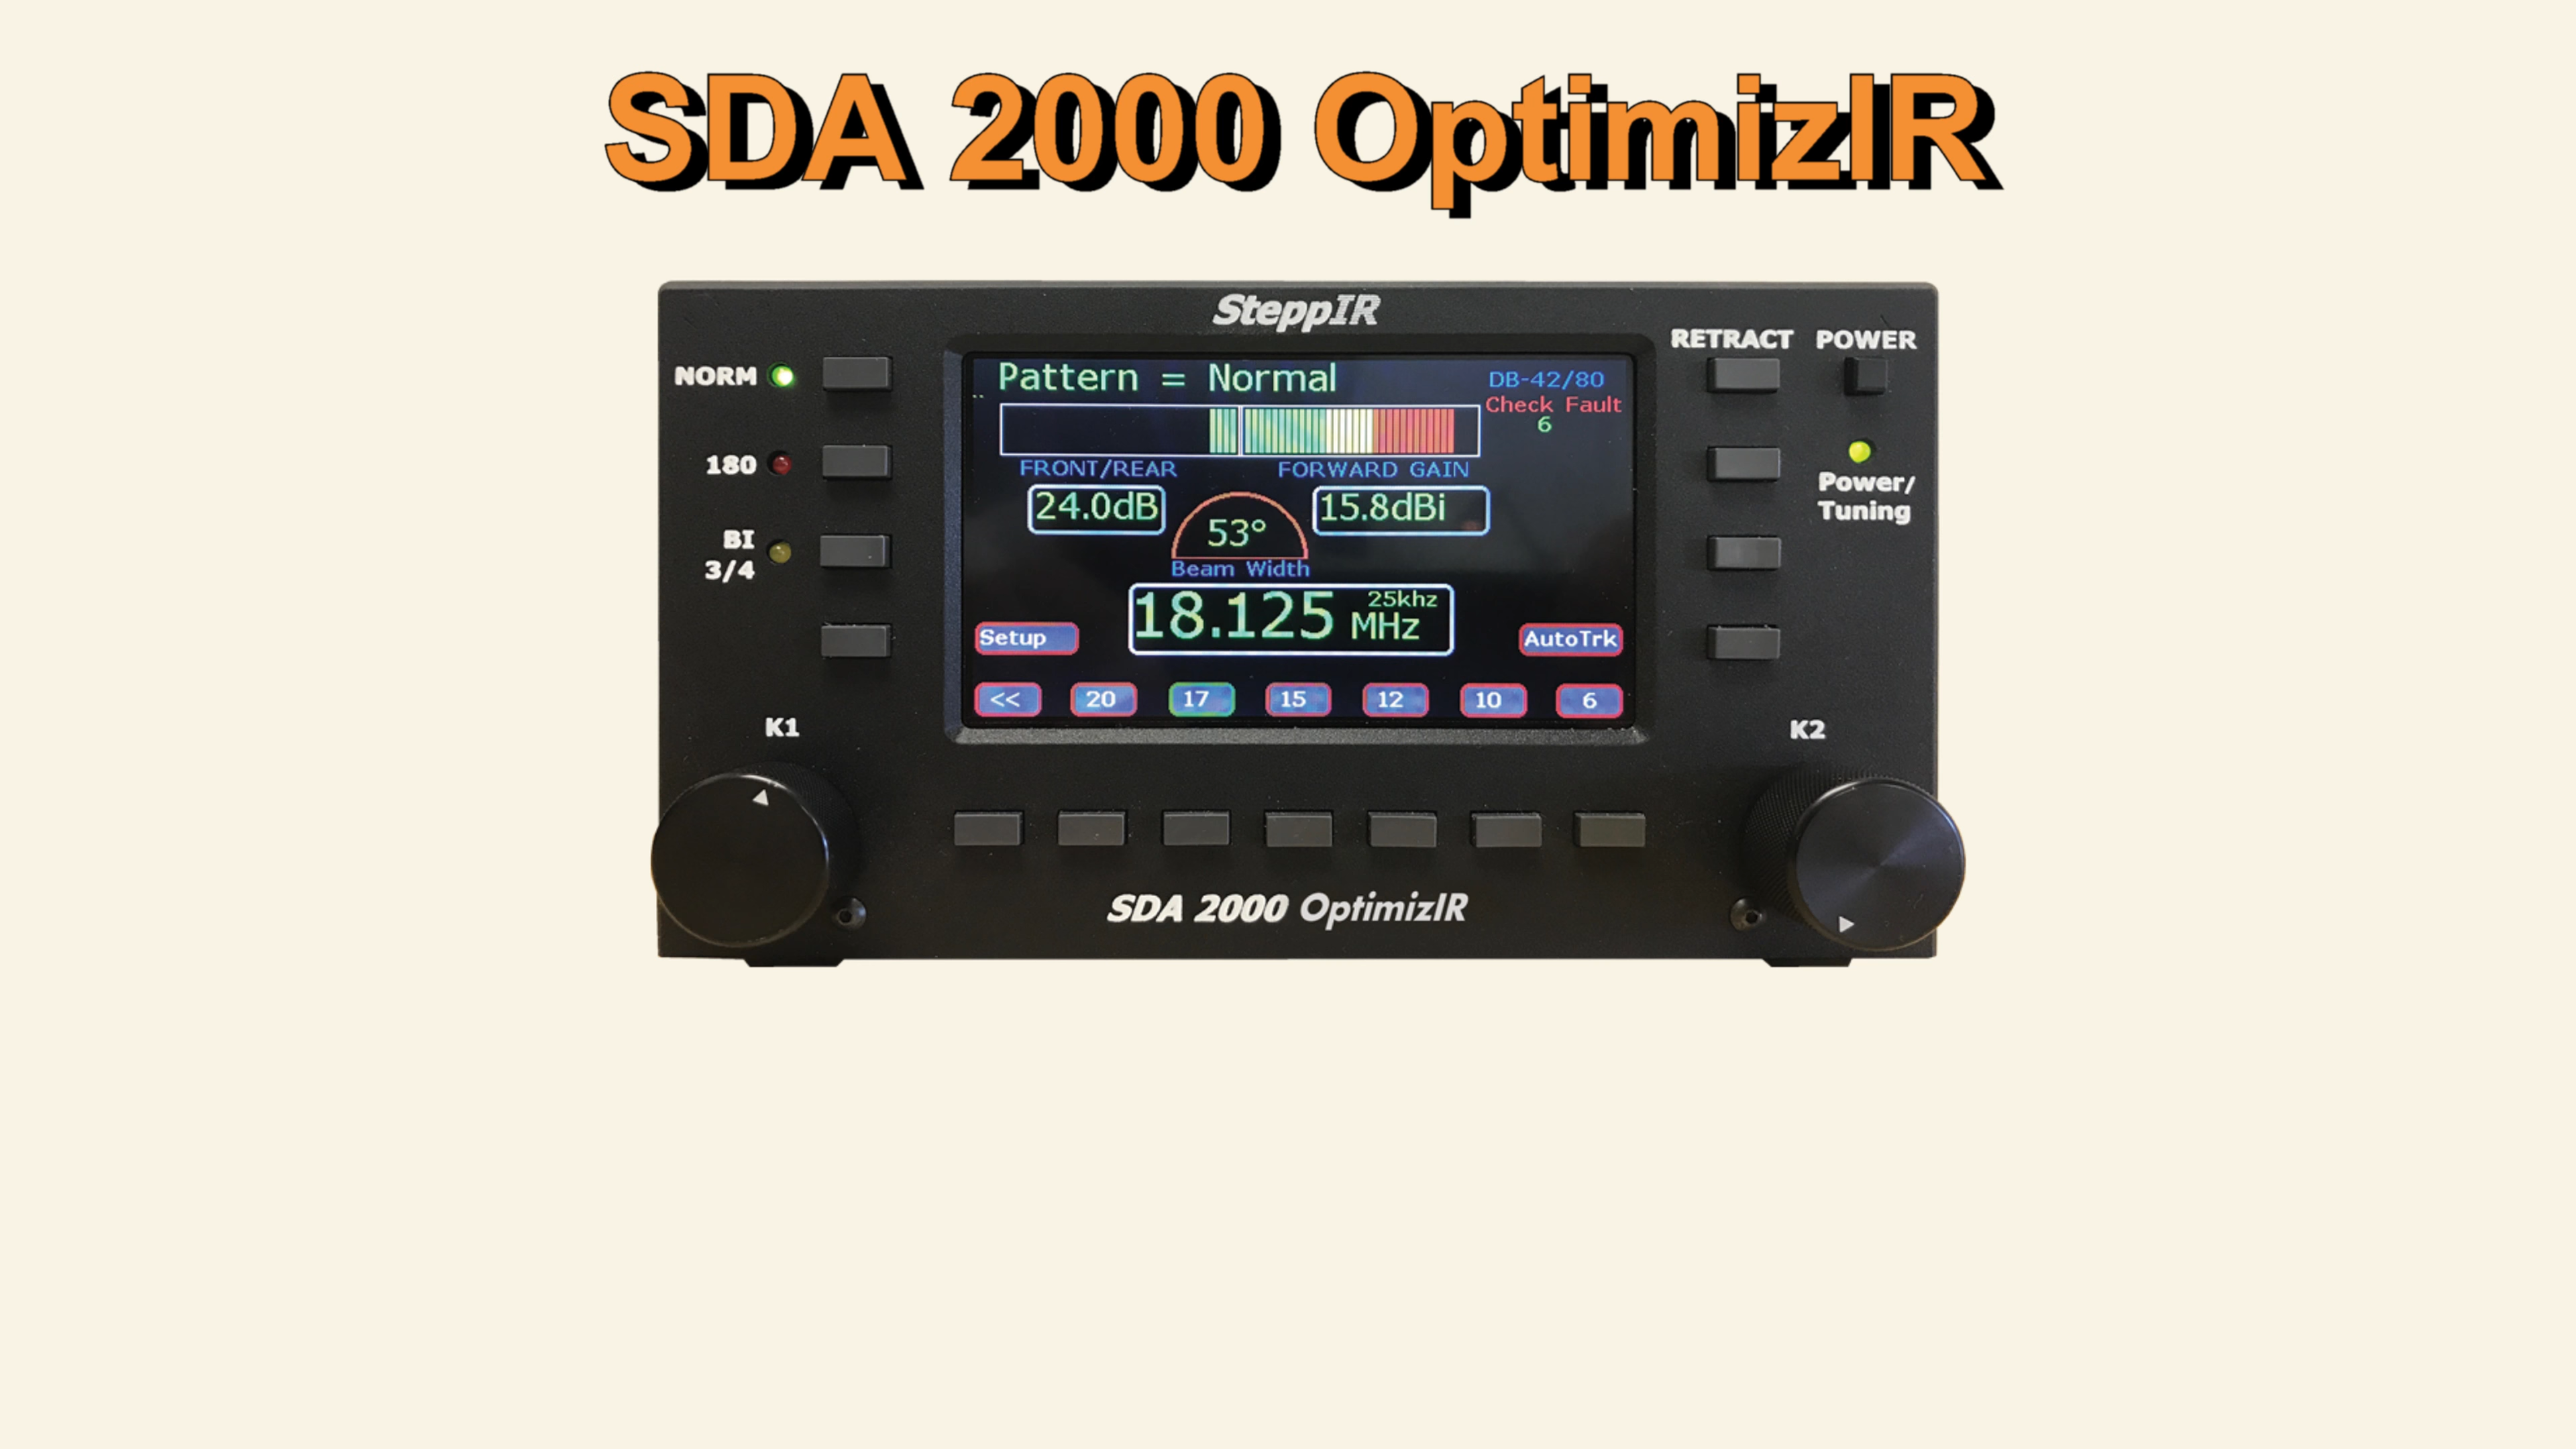 SDA 2000 OptimizIR
SteppIR
RETRACT POWER
NORM
Pattern = Normal
DB-42/80
Check Fault
6
180
FRONT/REAR FORWARD GAIN
24.0dB 53° 15.8dBi
Power/
Tuning
BI
3/4
Beam Width
18.125 25khz
MHz
Setup
AutoTrk
<< 20 17 15 12 10 6
K1 K2
SDA 2000 OptimizIR